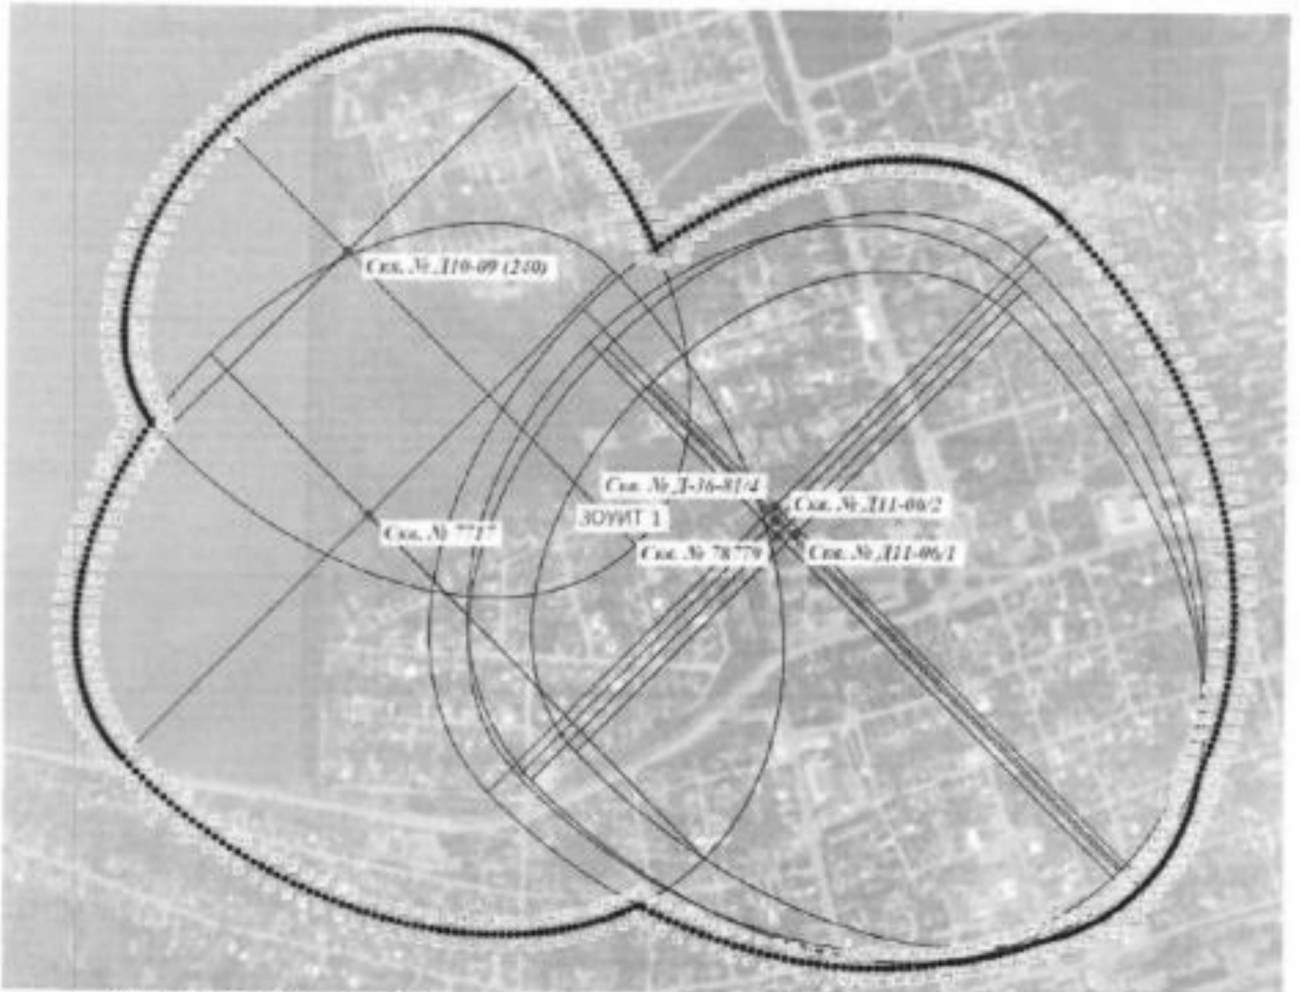 Скв. № Д10-09 (240)
Скв. № Д-36-81/4
Скв. № Д11-06/2
ЗОУИТ 1
Скв. № 7717
Скв. № 78779
Скв. № Д11-06/1